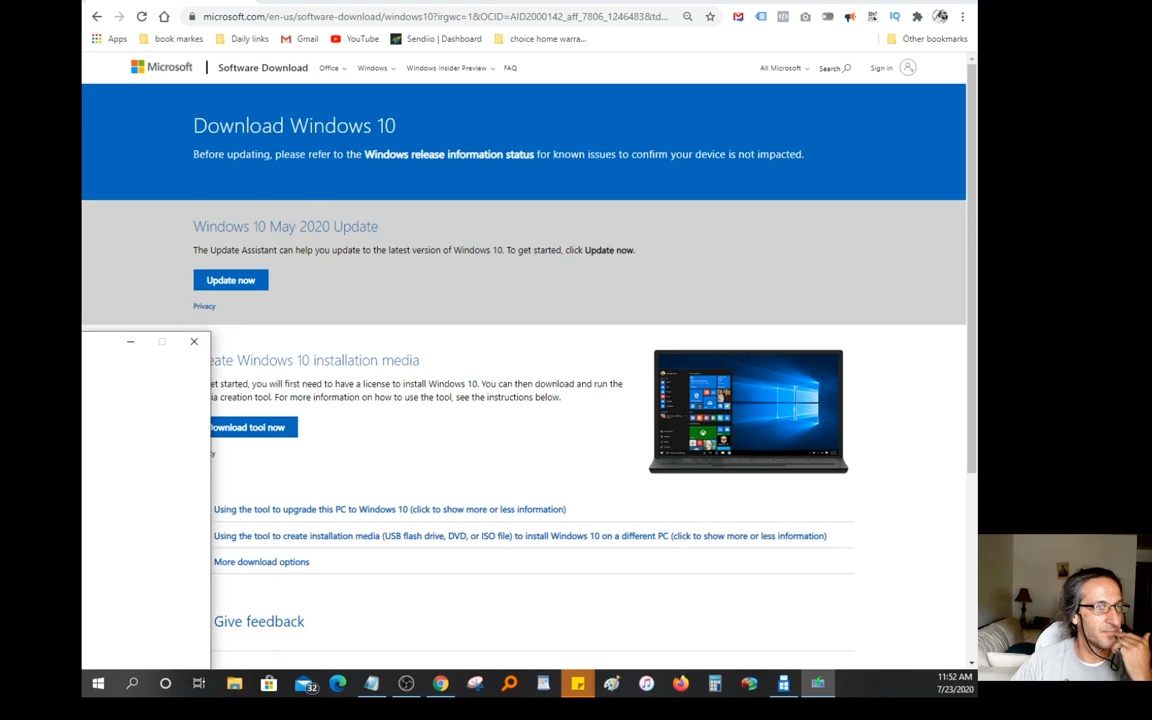 microsoft.com/en-us/software-download/windows10?irgwc=1&OCID=AID2000142_aff_7806_1246483&td...
Apps book markes Daily links Gmail YouTube Sendiio | Dashboard choice home warra... Other bookmarks
Microsoft Software Download Office Windows Windows Insider Preview FAQ All Microsoft Search Sign in
Download Windows 10
Before updating, please refer to the Windows release information status for known issues to confirm your device is not impacted.
Windows 10 May 2020 Update
The Update Assistant can help you update to the latest version of Windows 10. To get started, click Update now.
Update now
Privacy
eate Windows 10 installation media
et started, you will first need to have a license to install Windows 10. You can then download and run the
ia creation tool. For more information on how to use the tool, see the instructions below.
Download tool now
cy
Using the tool to upgrade this PC to Windows 10 (click to show more or less information)
Using the tool to create installation media (USB flash drive, DVD, or ISO file) to install Windows 10 on a different PC (click to show more or less information)
More download options
Give feedback
32
11:52 AM
7/23/2020